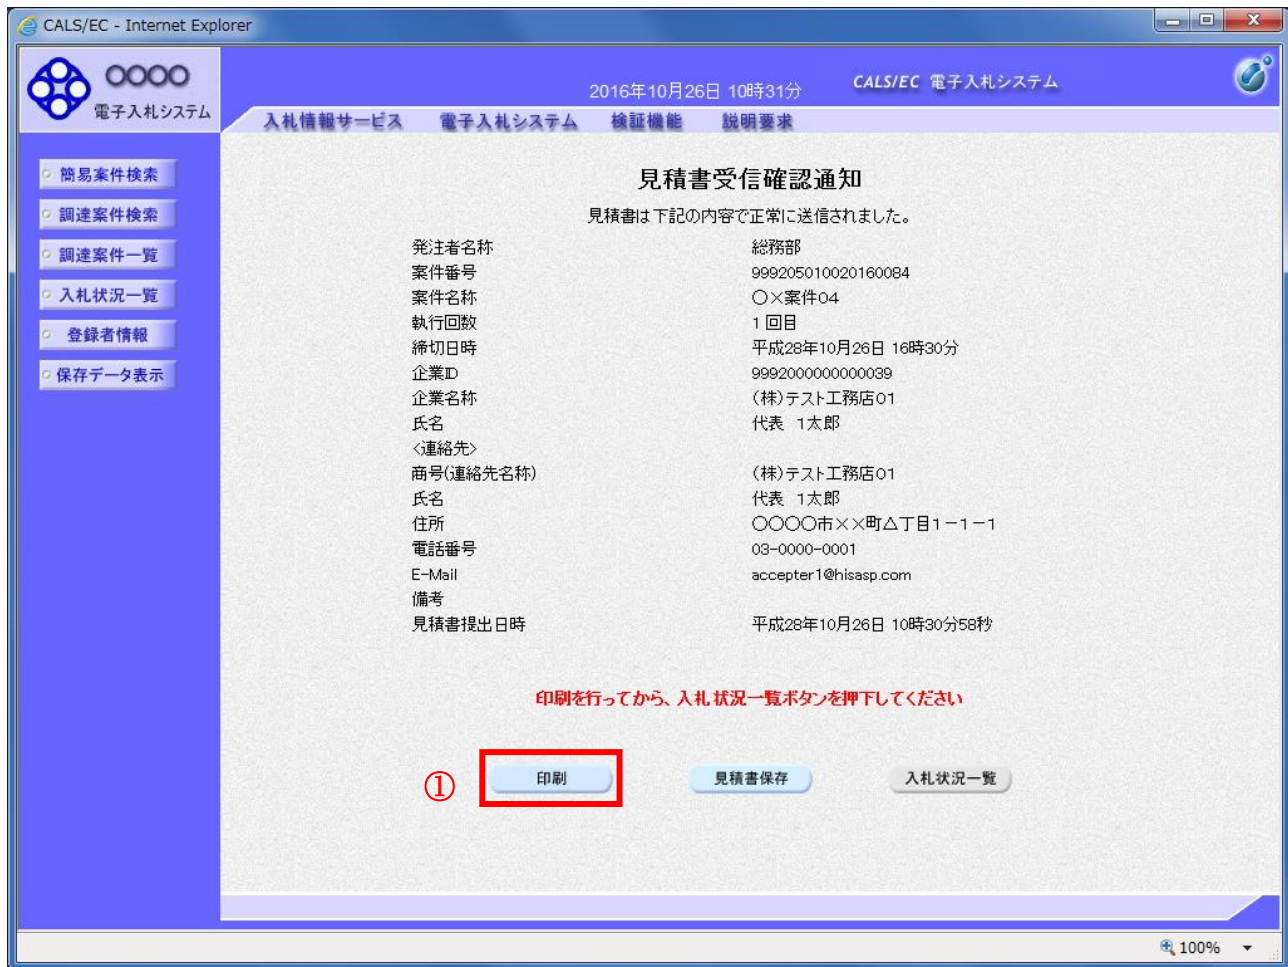 CALS/EC - Internet Explorer
〇〇〇〇
電子入札システム
2016年10月26日 10時31分
CALS/EC 電子入札システム
入札情報サービス 電子入札システム 検証機能 説明要求
簡易案件検索
調達案件検索
調達案件一覧
入札状況一覧
登録者情報
保存データ表示
見積書受信確認通知
見積書は下記の内容で正常に送信されました。
発注者名称 総務部
案件番号 999205010020160084
案件名称 〇×案件04
執行回数 1回目
締切日時 平成28年10月26日 16時30分
企業ID 9992000000000039
企業名称 (株)テスト工務店01
氏名 代表 1太郎
<連絡先>
商号(連絡先名称) (株)テスト工務店01
氏名 代表 1太郎
住所 〇〇〇〇市××町△丁目1-1-1
電話番号 03-0000-0001
E-Mail accepter1@hisasp.com
備考
見積書提出日時 平成28年10月26日 10時30分58秒
印刷を行ってから、入札状況一覧ボタンを押下してください
① 印刷 見積書保存 入札状況一覧
100%